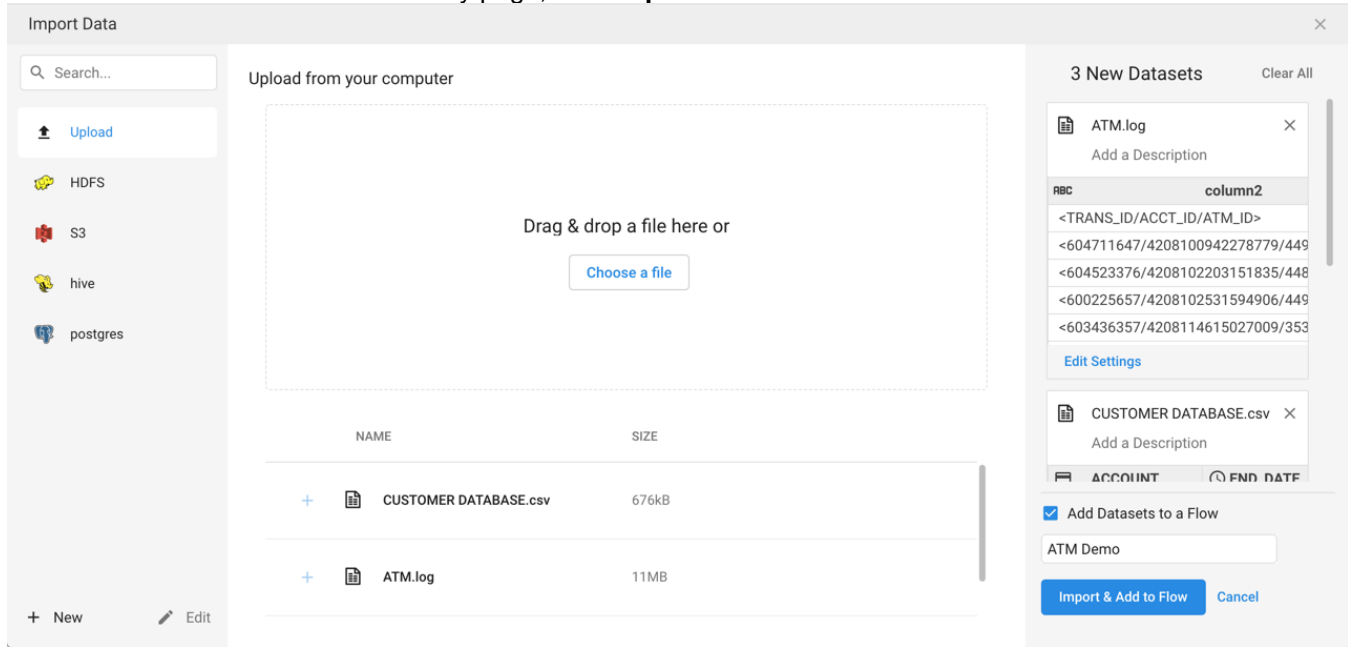 Import Data
Search...
Upload
HDFS
S3
hive
postgres
+ New
Edit
Upload from your computer
Drag & drop a file here or
Choose a file
NAME SIZE
+ CUSTOMER DATABASE.csv 676kB
+ ATM.log 11MB
3 New Datasets Clear All
ATM.log
Add a Description
ABC column2
<TRANS_ID/ACCT_ID/ATM_ID>
<604711647/4208100942278779/449
<604523376/4208102203151835/448
<600225657/4208102531594906/449
<603436357/4208114615027009/353
Edit Settings
CUSTOMER DATABASE.csv
Add a Description
ACCOUNT END_DATE
Add Datasets to a Flow
ATM Demo
Import & Add to Flow Cancel